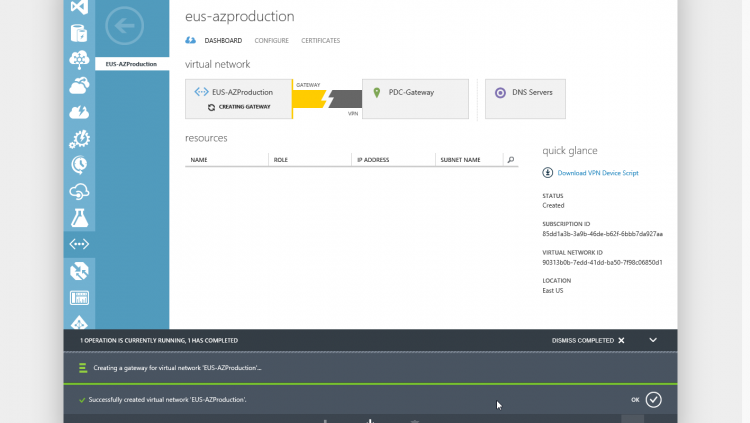 eus-azproduction
DASHBOARD CONFIGURE CERTIFICATES
EUS-AZProduction
virtual network
EUS-AZProduction
CREATING GATEWAY
GATEWAY
VPN
PDC-Gateway
DNS Servers
resources
NAME ROLE IP ADDRESS SUBNET NAME
quick glance
Download VPN Device Script
STATUS
Created
SUBSCRIPTION ID
85dd1a3b-3a9b-46de-b62f-6bbb7da927aa
VIRTUAL NETWORK ID
90313b0b-7edd-41dd-ba50-7f98c06850d1
LOCATION
East US
1 OPERATION IS CURRENTLY RUNNING, 1 HAS COMPLETED
DISMISS COMPLETED
Creating a gateway for virtual network 'EUS-AZProduction'...
Successfully created virtual network 'EUS-AZProduction'.
OK